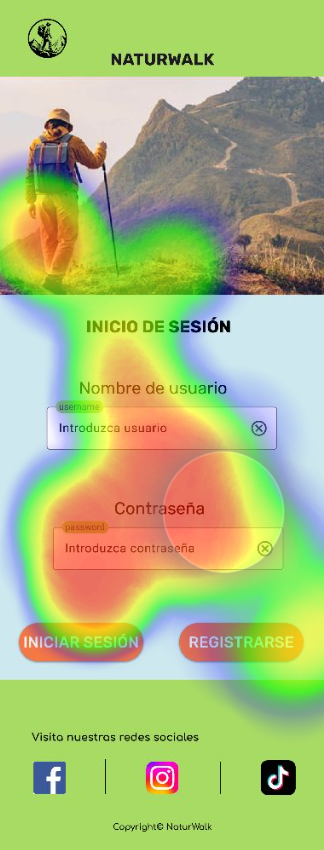 NATURWALK
INICIO DE SESIÓN
Nombre de usuario
username
Introduzca usuario
Contraseña
password
Introduzca contraseña
INICIAR SESIÓN
REGISTRARSE
Visita nuestras redes sociales
Copyright© NaturWalk